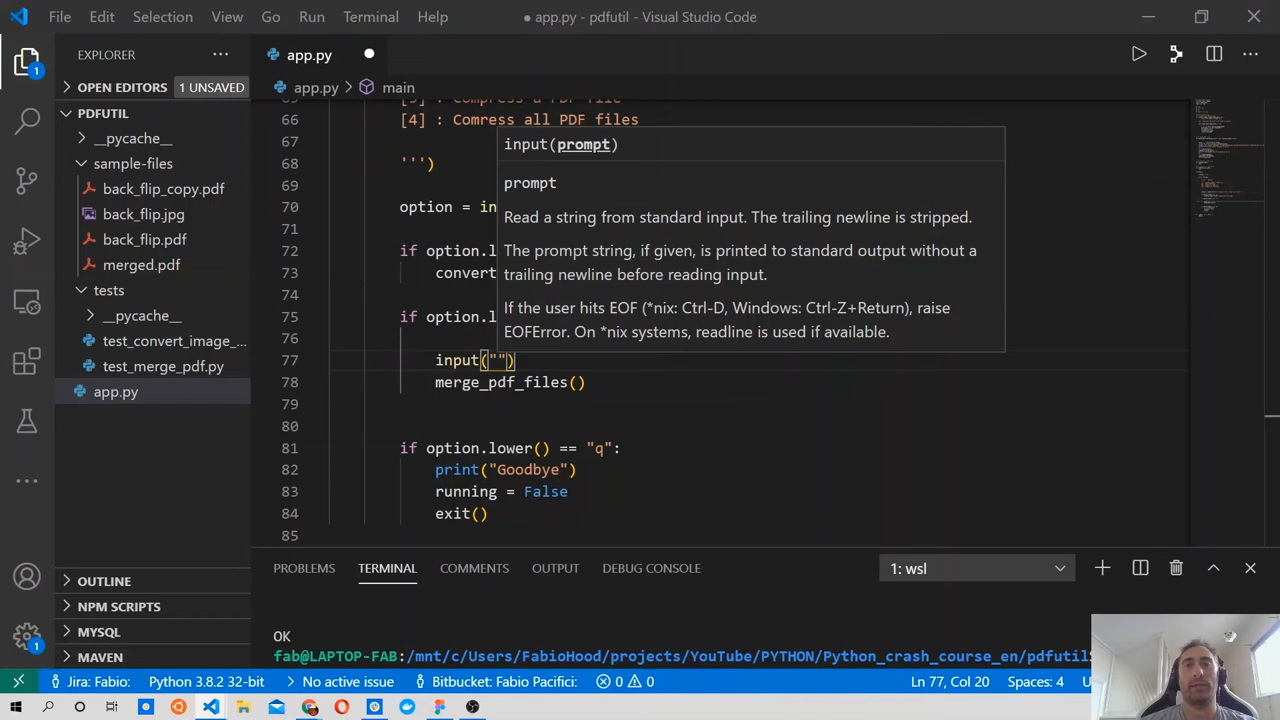 File Edit Selection View Go Run Terminal Help ● app.py - pdfutil - Visual Studio Code
EXPLORER ··· app.py
OPEN EDITORS 1 UNSAVED
app.py > main
PDFUTIL
__pycache__
sample-files
back_flip_copy.pdf
back_flip.jpg
back_flip.pdf
merged.pdf
tests
__pycache__
test_convert_image_...
test_merge_pdf.py
app.py
OUTLINE
NPM SCRIPTS
MYSQL
MAVEN
1
1
[3] : Compress a PDF file
66 [4] : Comress all PDF files
67
68 ''')
69
70 option = in
71
72 if option.l
73 convert
74
75 if option.l
76
77 input("")
78 merge_pdf_files()
79
80
81 if option.lower() == "q":
82 print("Goodbye")
83 running = False
84 exit()
85
input(prompt)
prompt
Read a string from standard input. The trailing newline is stripped.
The prompt string, if given, is printed to standard output without a
trailing newline before reading input.
If the user hits EOF (*nix: Ctrl-D, Windows: Ctrl-Z+Return), raise
EOFError. On *nix systems, readline is used if available.
PROBLEMS TERMINAL COMMENTS OUTPUT DEBUG CONSOLE 1: wsl
OK
fab@LAPTOP-FAB:/mnt/c/Users/FabioHood/projects/YouTube/PYTHON/Python_crash_course_en/pdfutil$
Jira: Fabio: Python 3.8.2 32-bit No active issue Bitbucket: Fabio Pacifici: 0 0 Ln 77, Col 20 Spaces: 4 U